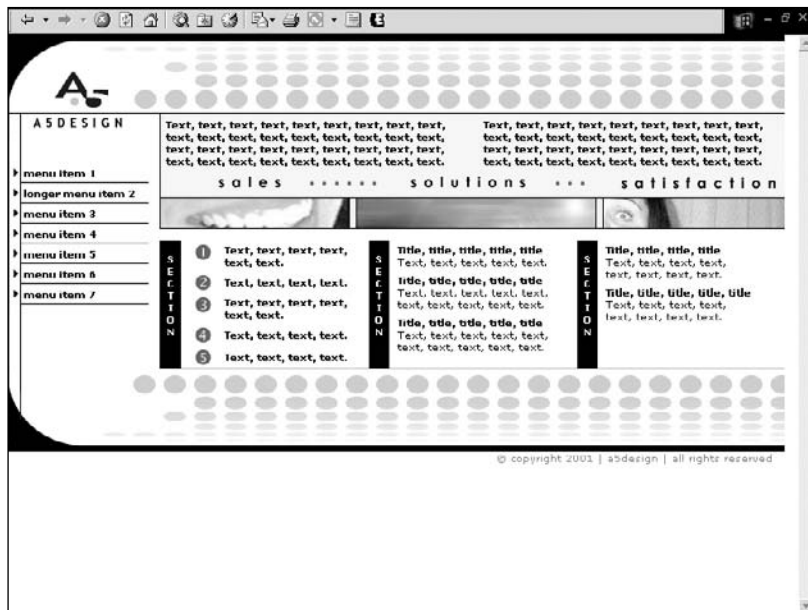 A5
A5DESIGN
menu item 1
longer menu item 2
menu item 3
menu item 4
menu item 5
menu item 6
menu item 7
Text, text, text, text, text, text, text, text,
text, text, text, text, text, text, text, text,
text, text, text, text, text, text, text, text,
text, text, text, text, text, text, text, text.
Text, text, text, text, text, text, text, text,
text, text, text, text, text, text, text, text,
text, text, text, text, text, text, text, text,
text, text, text, text, text, text, text, text.
sales solutions satisfaction
SECTION
1 Text, text, text, text,
text, text.
2 Text, text, text, text.
3 Text, text, text, text,
text, text.
4 Text, text, text, text.
5 Text, text, text, text.
SECTION
Title, title, title, title, title
Text, text, text, text, text.
Title, title, title, title, title
Text, text, text, text, text,
text, text, text, text, text.
Title, title, title, title, title
Text, text, text, text, text,
text, text, text, text, text.
SECTION
Title, title, title, title
Text, text, text, text,
text, text, text, text.
Title, title, title, title, title
Text, text, text, text,
text, text, text, text.
© copyright 2001 | a5design | all rights reserved